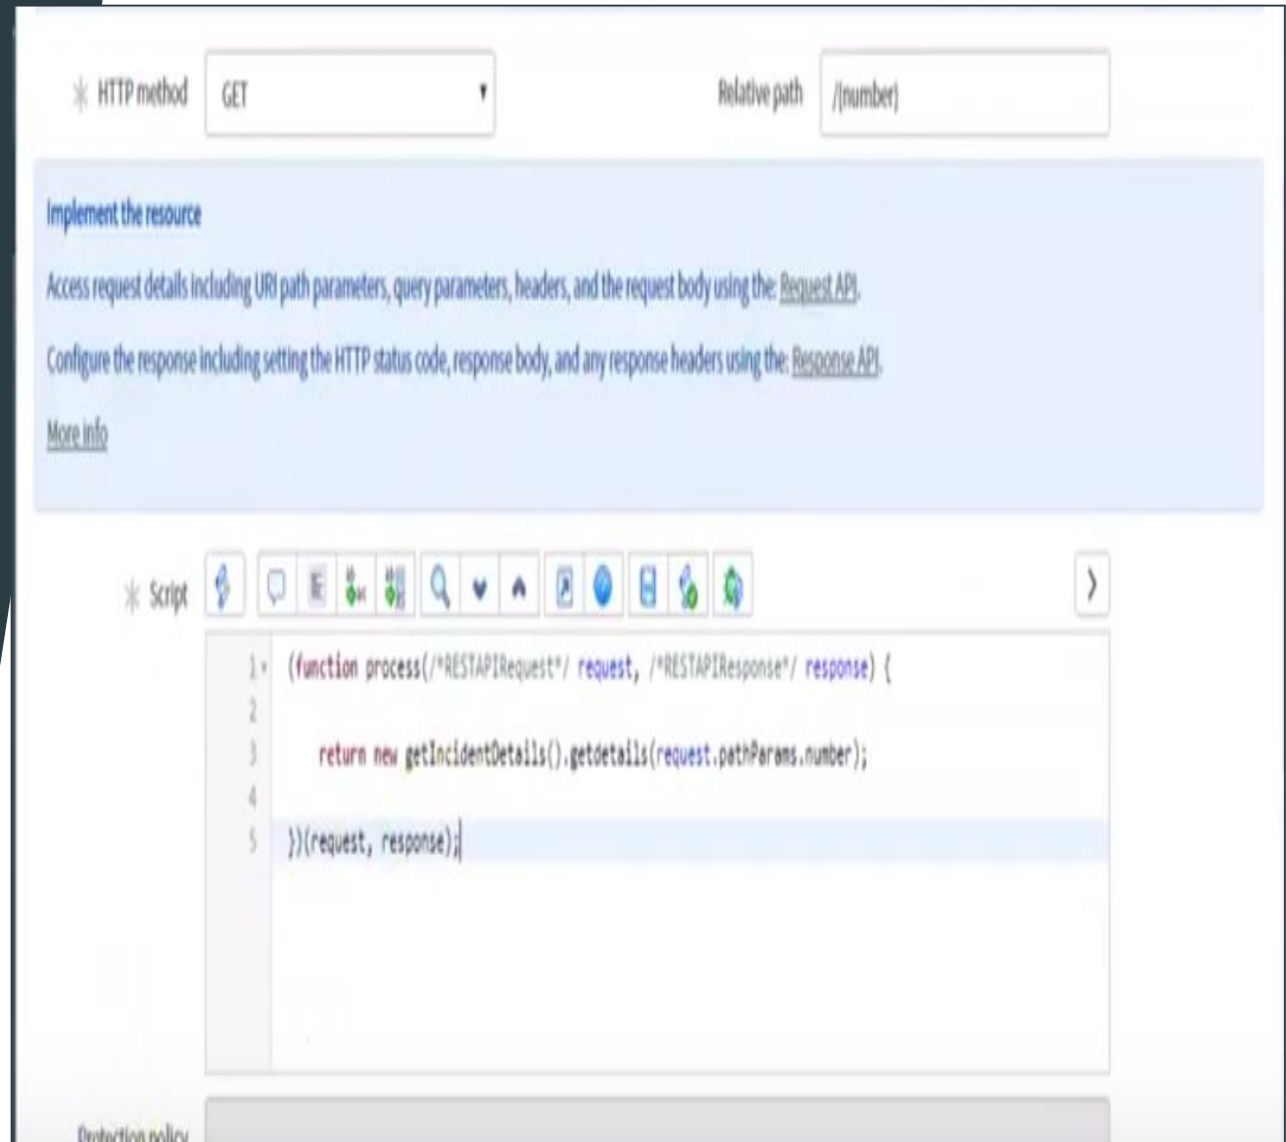 HTTP method
GET
Relative path
/{number}
Implement the resource
Access request details including URI path parameters, query parameters, headers, and the request body using the: Request API.
Configure the response including setting the HTTP status code, response body, and any response headers using the: Response API.
More info
Script
1 (function process(/*RESTAPIRequest*/ request, /*RESTAPIResponse*/ response) {
2
3 return new getIncidentDetails().getdetails(request.pathParams.number);
4
5 })(request, response);
Protection policy